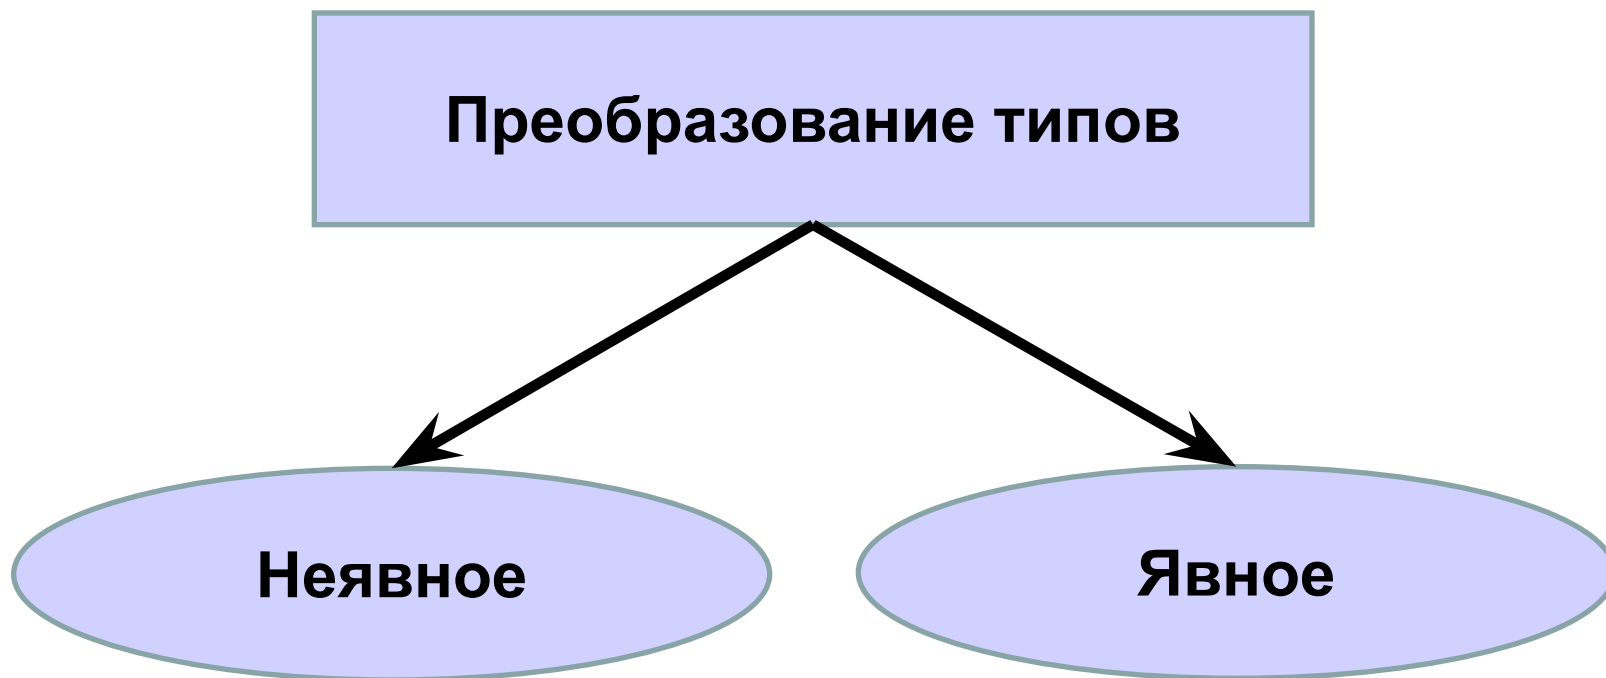 Преобразование типов
Неявное
Явное